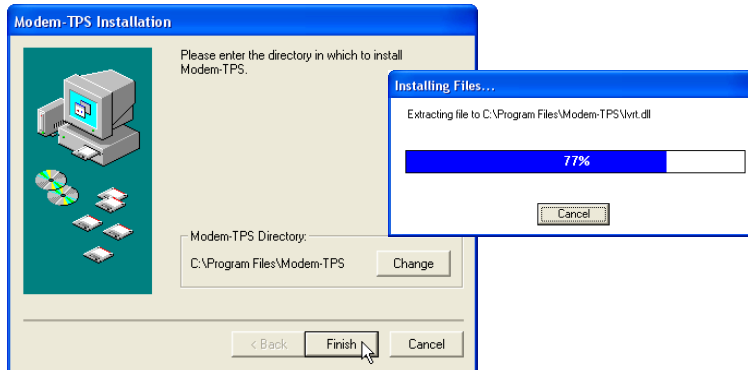 Modem-TPS Installation
Please enter the directory in which to install
Modem-TPS.
Modem-TPS Directory:
C:\Program Files\Modem-TPS
Change
< Back
Finish
Cancel
Installing Files...
Extracting file to C:\Program Files\Modem-TPS\lvrt.dll
77%
Cancel